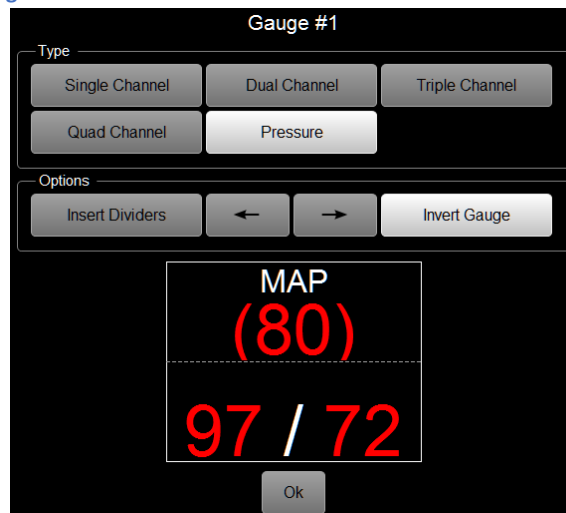 Gauge #1
Type
Single Channel Dual Channel Triple Channel
Quad Channel Pressure
Options
Insert Dividers ← → Invert Gauge
MAP
(80)
97 / 72
Ok